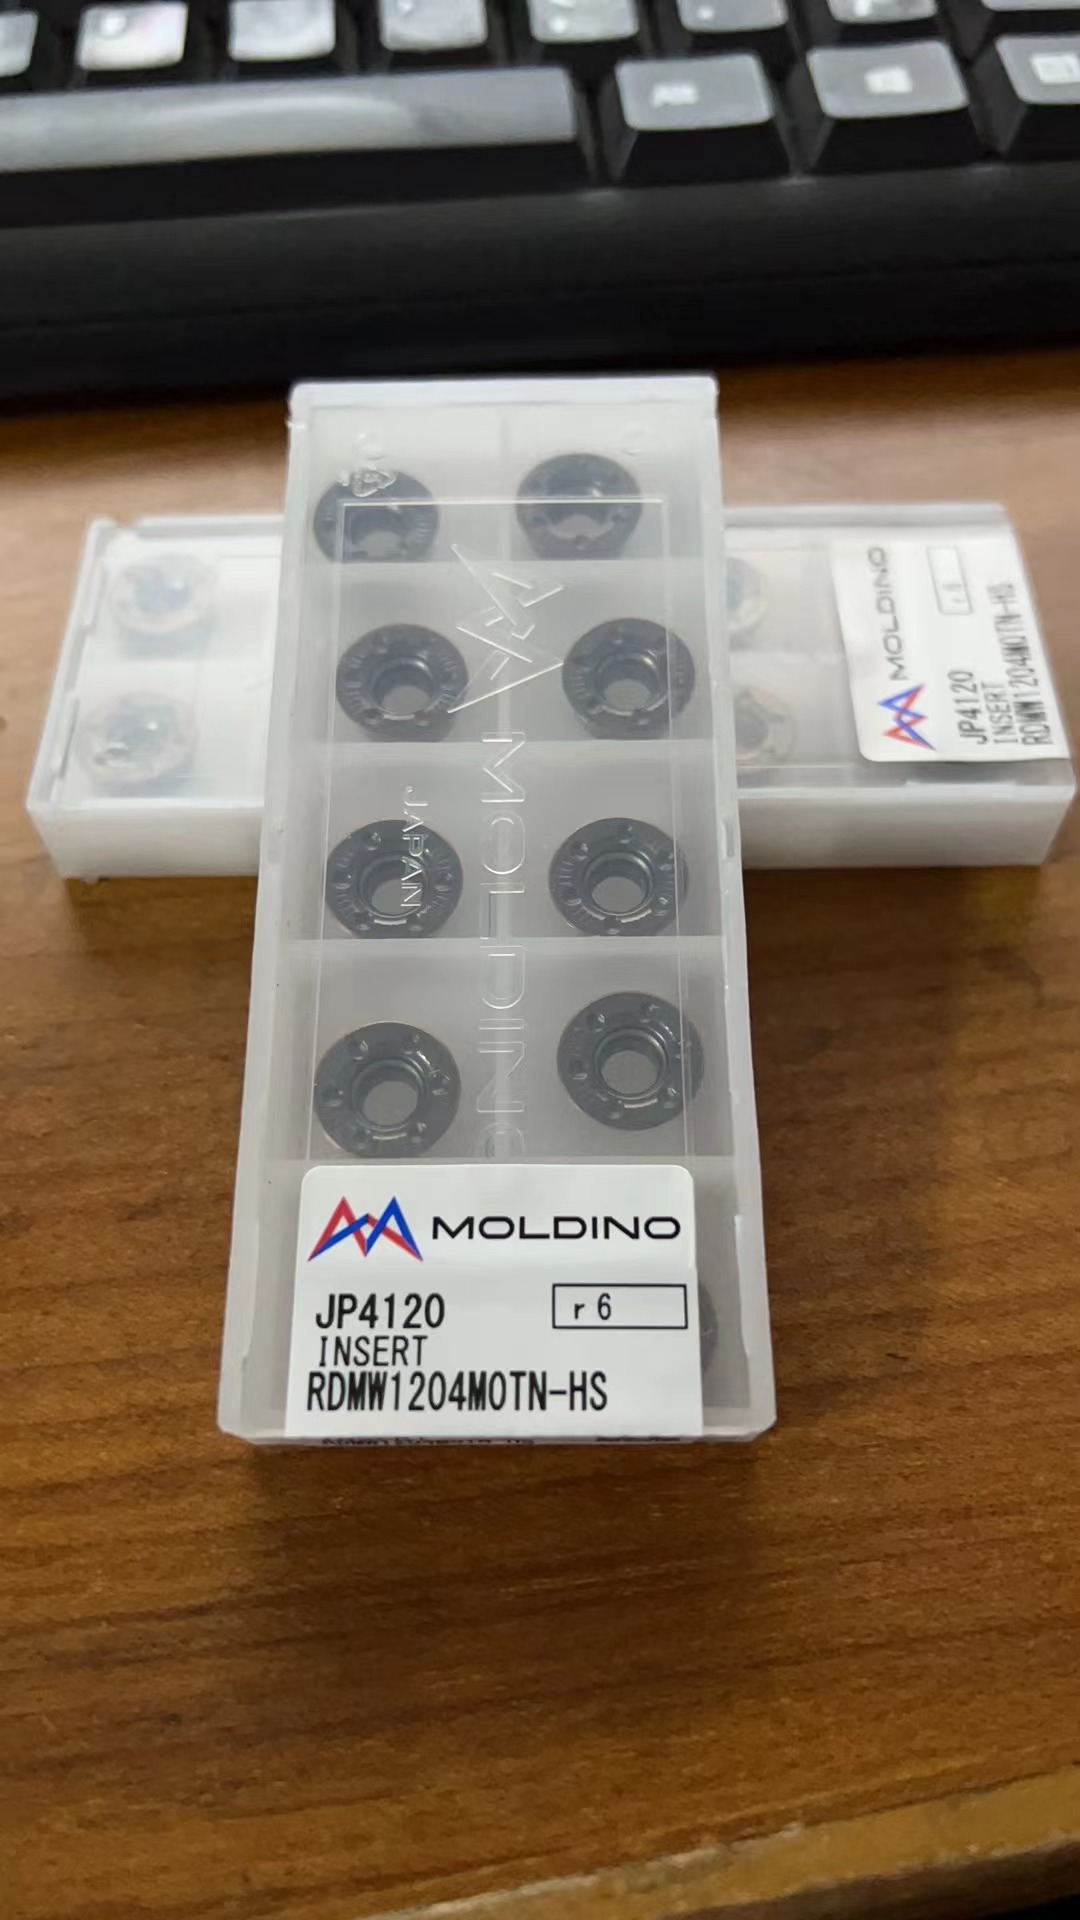 MOLDINO
JAPAN
MOLDINO
JP4120
r 6
INSERT
RDMW1204M0TN-HS
MOLDINO
JP4120
INSERT
RDMW1204M0TN-HS